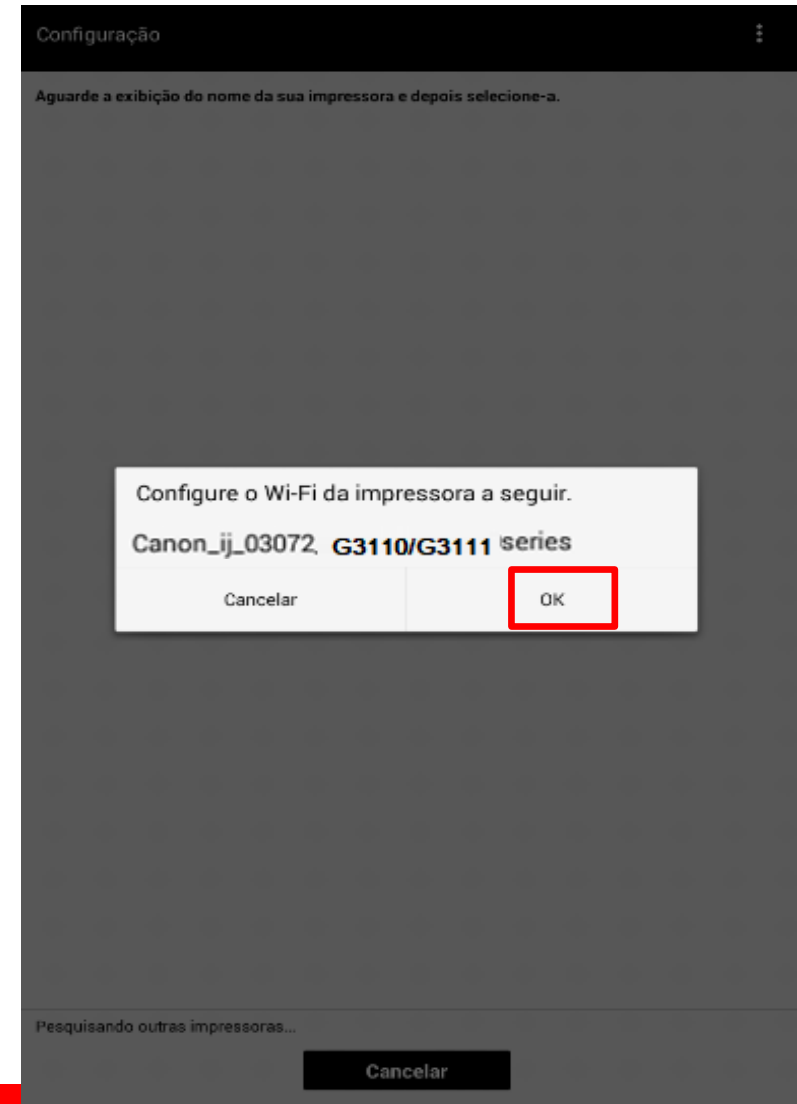 Configuração
Aguarde a exibição do nome da sua impressora e depois selecione-a.
Configure o Wi-Fi da impressora a seguir.
Canon_ij_03072, G3110/G3111 series
Cancelar OK
Pesquisando outras impressoras...
Cancelar